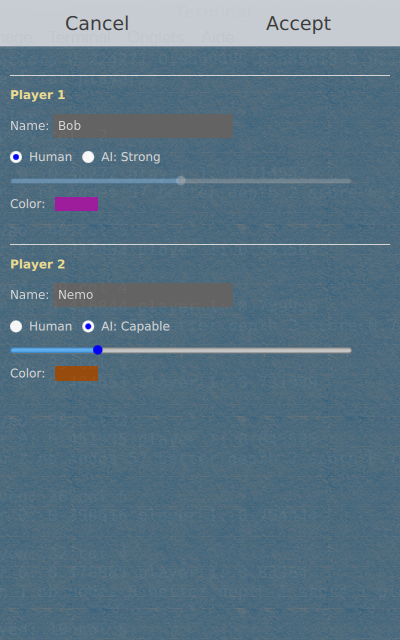 Cancel Accept
Player 1
Name: Bob
Human AI: Strong
Color:
Player 2
Name: Nemo
Human AI: Capable
Color: